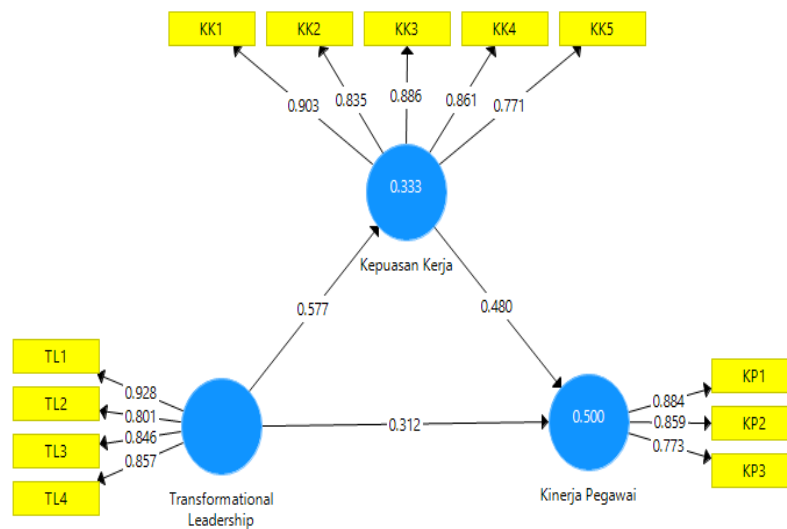 KK1 KK2 KK3 KK4 KK5
0.903 0.835 0.886 0.861 0.771
0.333
Kepuasan Kerja
0.577 0.480
TL1
TL2
TL3
TL4
0.928
0.801
0.846
0.857
Transformational
Leadership
0.312
0.500
Kinerja Pegawai
0.884
0.859
0.773
KP1
KP2
KP3